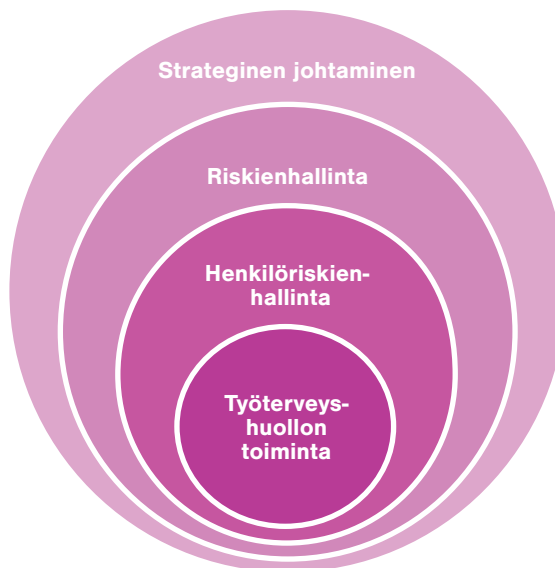 Strateginen johtaminen
Riskienhallinta
Henkilöriskien-
hallinta
Työterveys-
huollon
toiminta